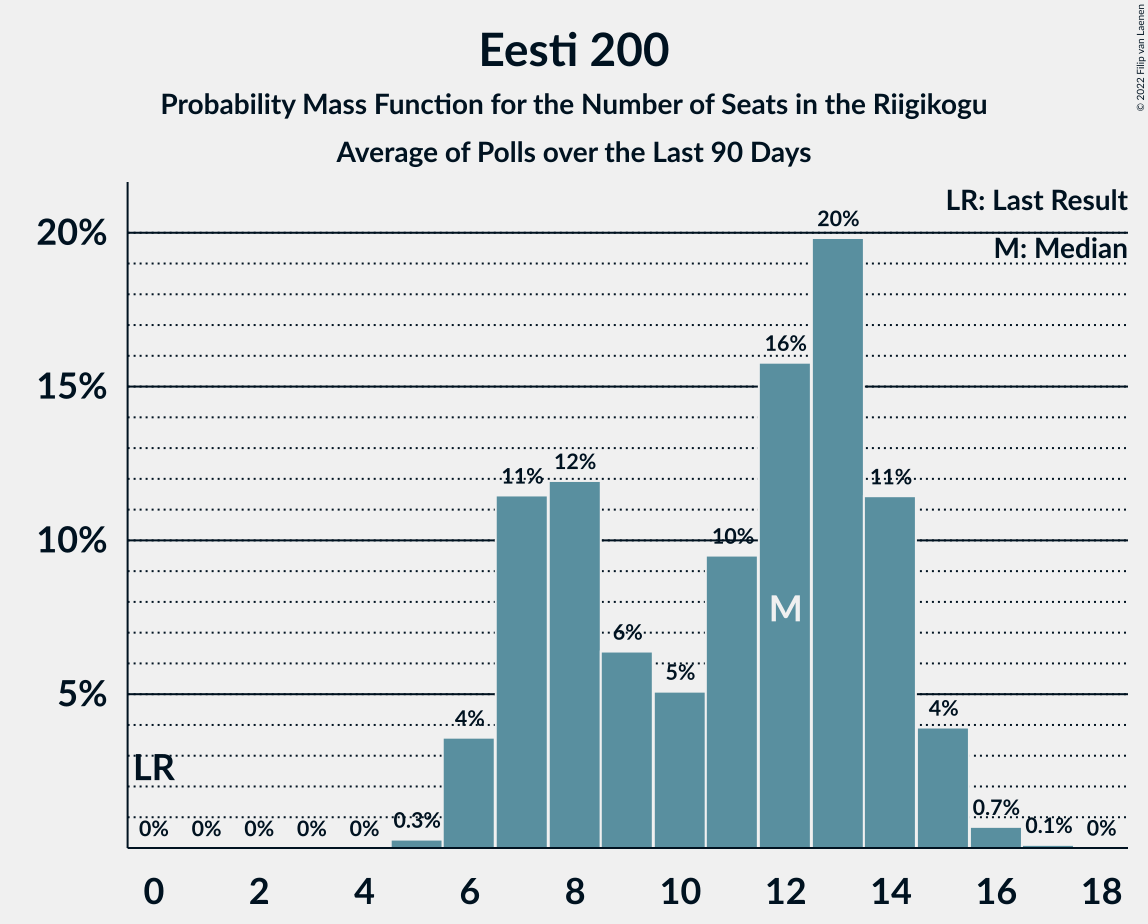 Eesti 200
Probability Mass Function for the Number of Seats in the Riigikogu
Average of Polls over the Last 90 Days
© 2022 Filip van Laenen
LR: Last Result
M: Median
20%
15%
10%
5%
0%
0%
0%
0%
0%
0.3%
4%
11%
12%
6%
5%
10%
16%
20%
11%
4%
0.7%
0.1%
0%
LR
M
0 2 4 6 8 10 12 14 16 18